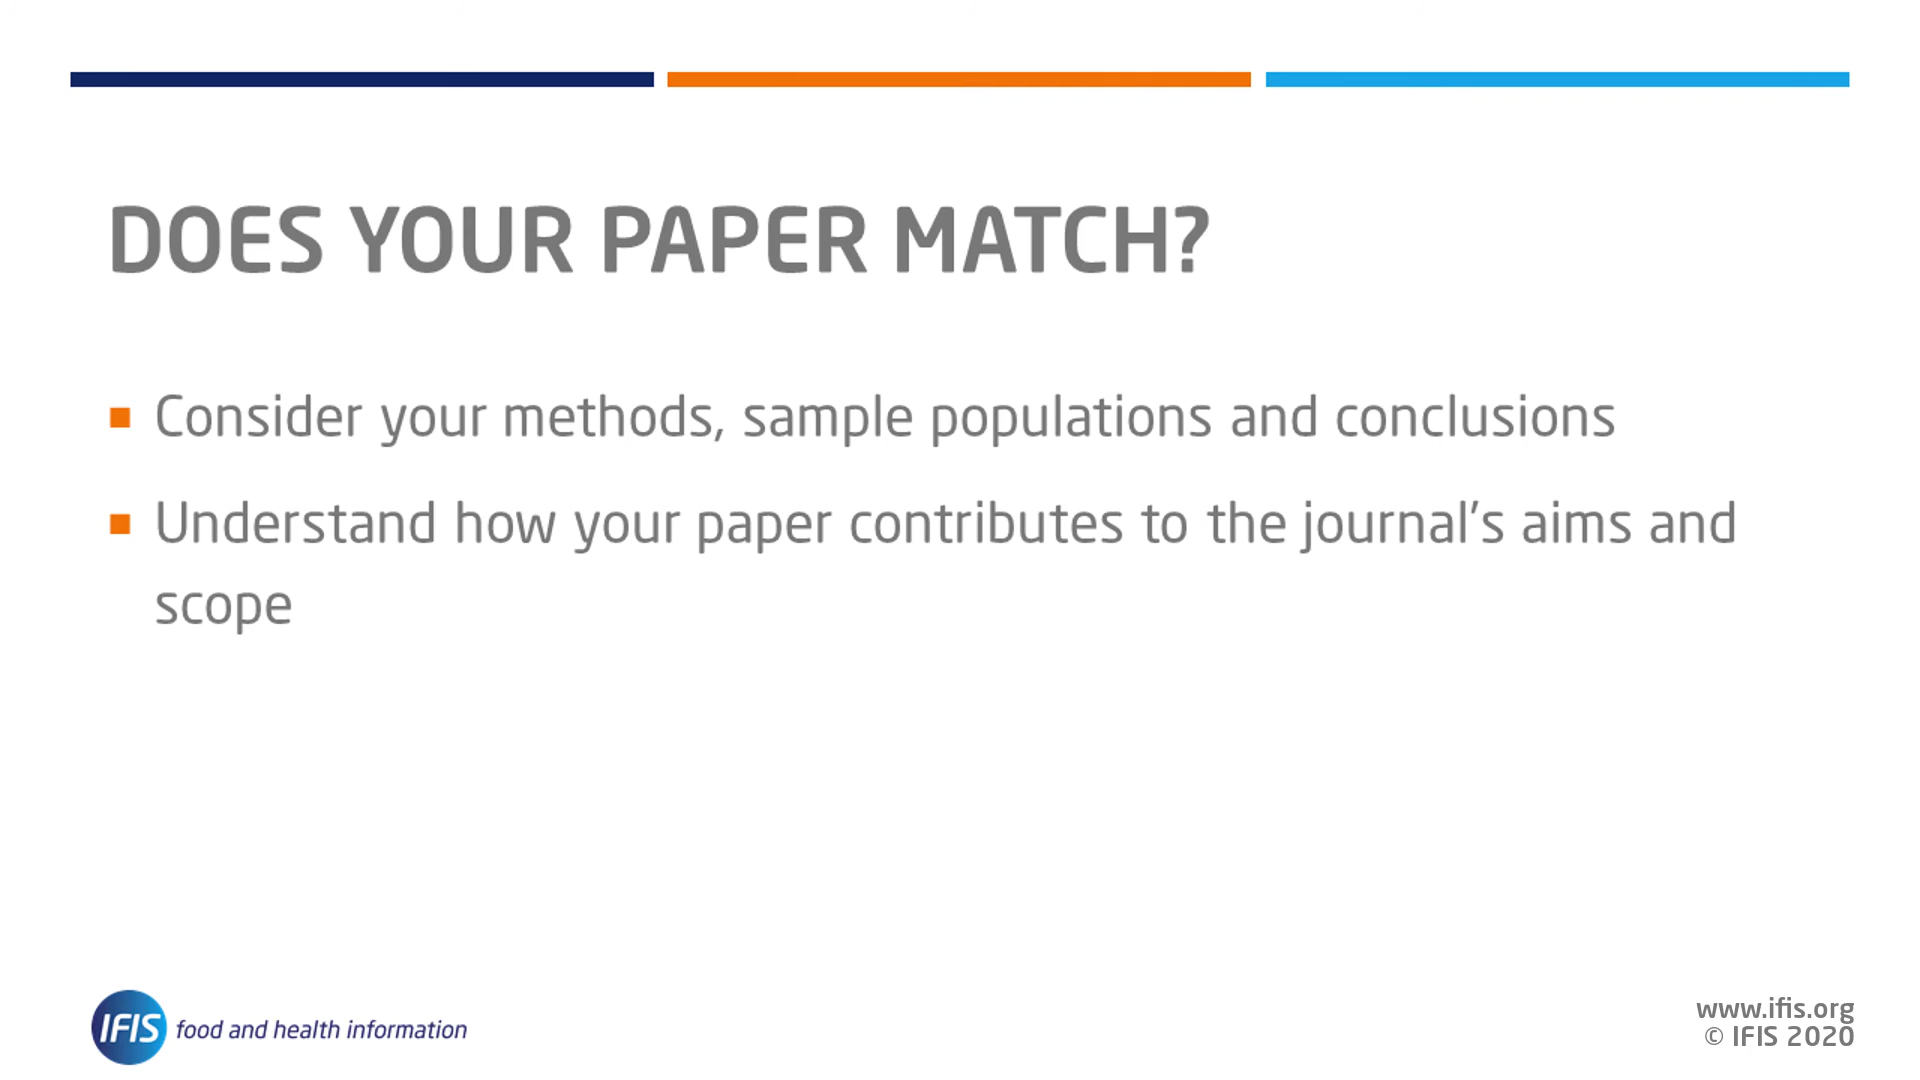 DOES YOUR PAPER MATCH?
Consider your methods, sample populations and conclusions
Understand how your paper contributes to the journal's aims and
scope
IFIS food and health information
www.ifis.org
© IFIS 2020